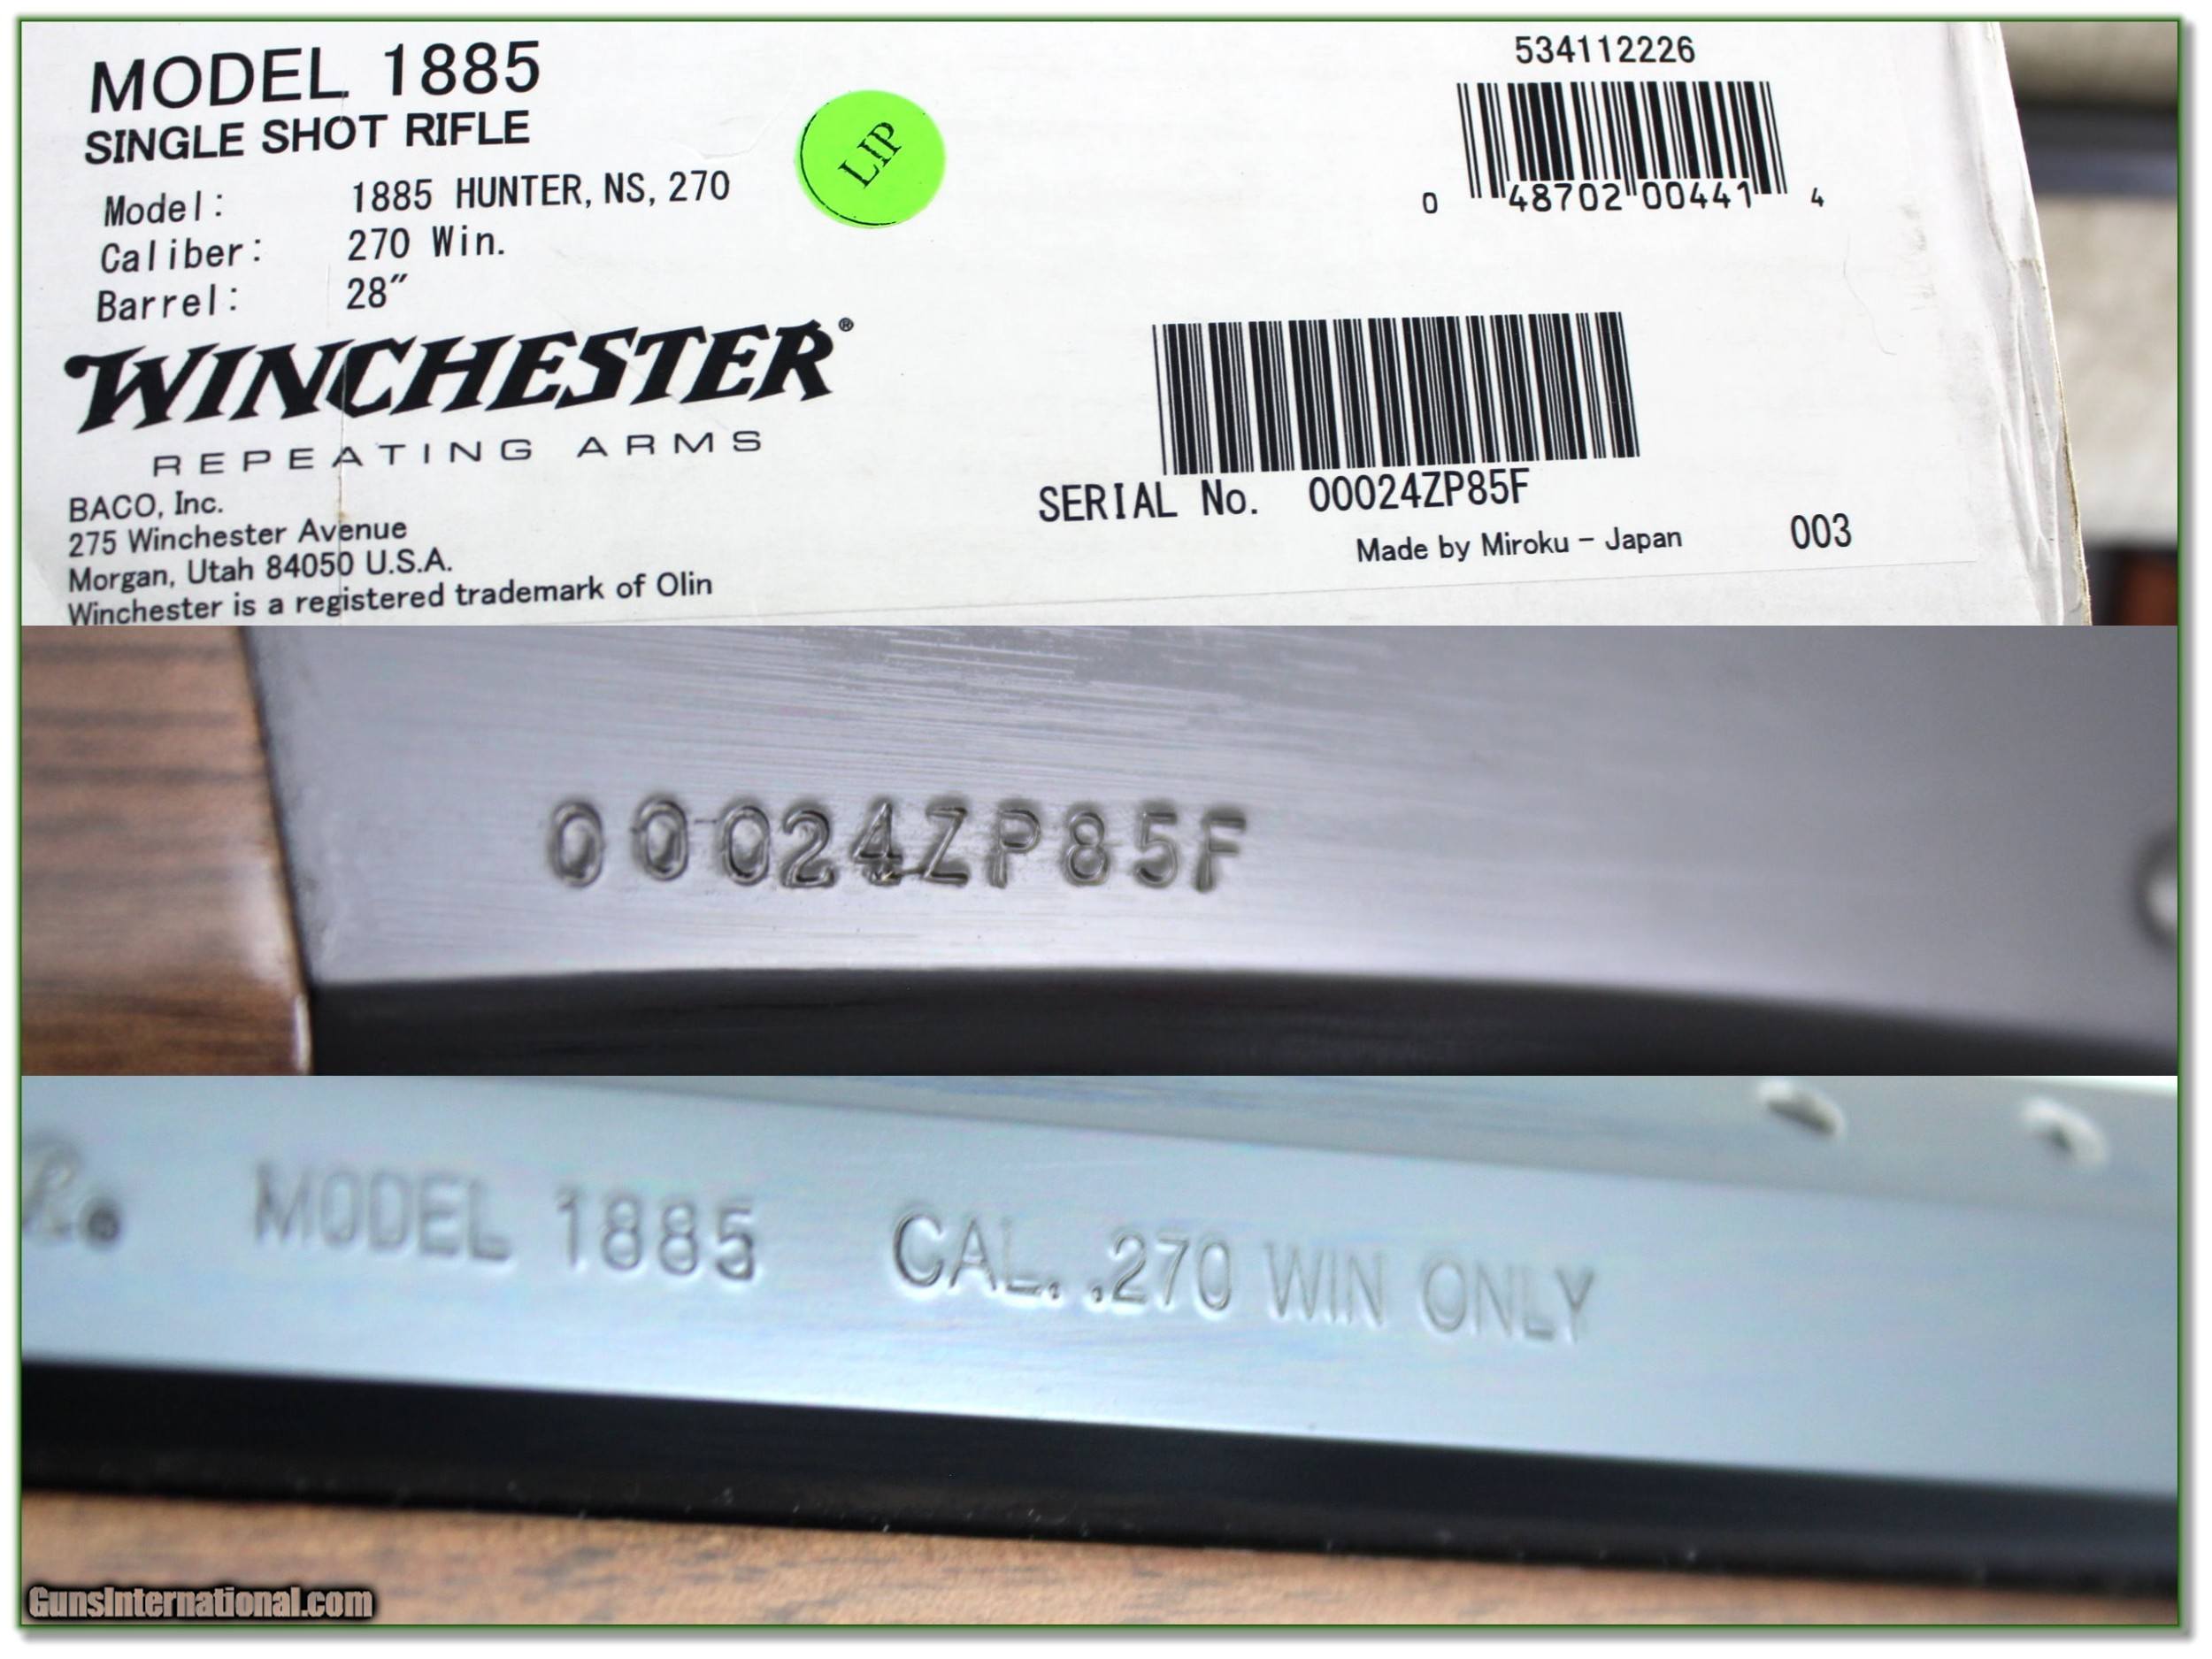 MODEL 1885
SINGLE SHOT RIFLE
Model: 1885 HUNTER, NS, 270
Caliber: 270 Win.
Barrel: 28"
LIP
WINCHESTER®
REPEATING ARMS
BACO, Inc.
275 Winchester Avenue
Morgan, Utah 84050 U.S.A.
Winchester is a registered trademark of Olin
534112226
0 48702 00441 4
SERIAL No. 00024ZP85F
Made by Miroku - Japan 003
00024ZP85F
MODEL 1885 CAL. .270 WIN ONLY
GunsInternational.com